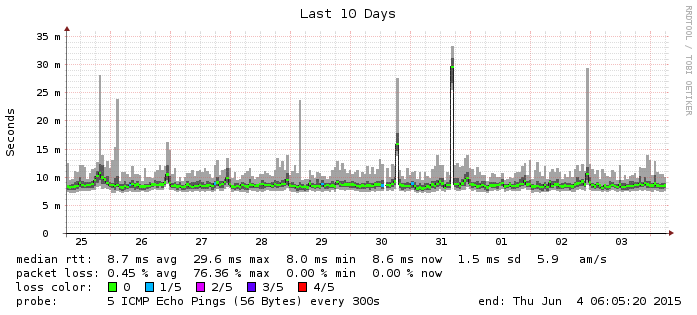 Last 10 Days
RRDTOOL / TOBI OETIKER
Seconds
35 m
30 m
25 m
20 m
15 m
10 m
5 m
0
25 26 27 28 29 30 31 01 02 03
median rtt: 8.7 ms avg 29.6 ms max 8.0 ms min 8.6 ms now 1.5 ms sd 5.9 am/s
packet loss: 0.45 % avg 76.36 % max 0.00 % min 0.00 % now
loss color: 0 1/5 2/5 3/5 4/5
probe: 5 ICMP Echo Pings (56 Bytes) every 300s end: Thu Jun 4 06:05:20 2015